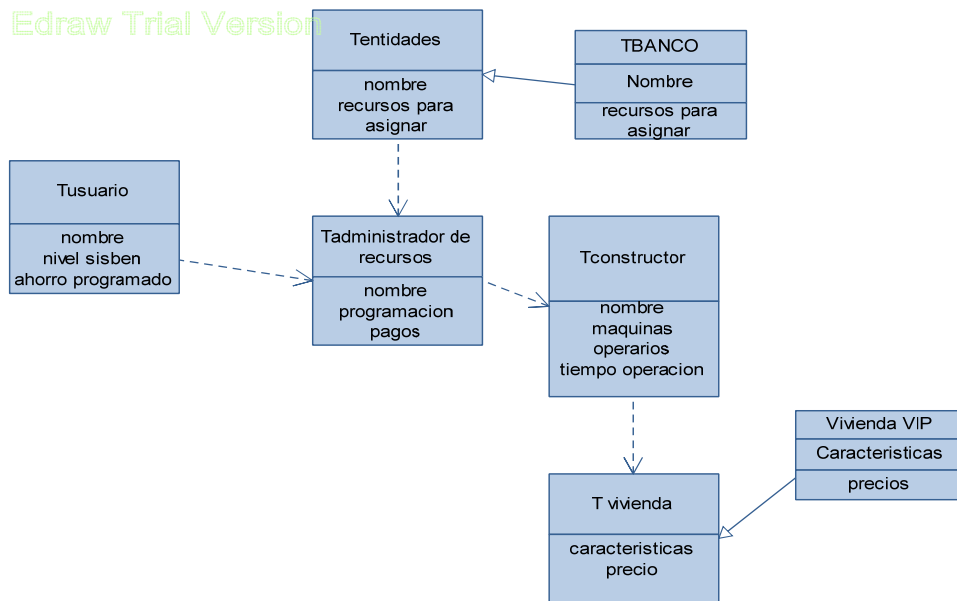 Edraw Trial Version
Tentidades
nombre
recursos para
asignar
TBANCO
Nombre
recursos para
asignar
Tusuario
nombre
nivel sisben
ahorro programado
Tadministrador de
recursos
nombre
programacion
pagos
Tconstructor
nombre
maquinas
operarios
tiempo operacion
Vivienda VIP
Caracteristicas
precios
T vivienda
caracteristicas
precio